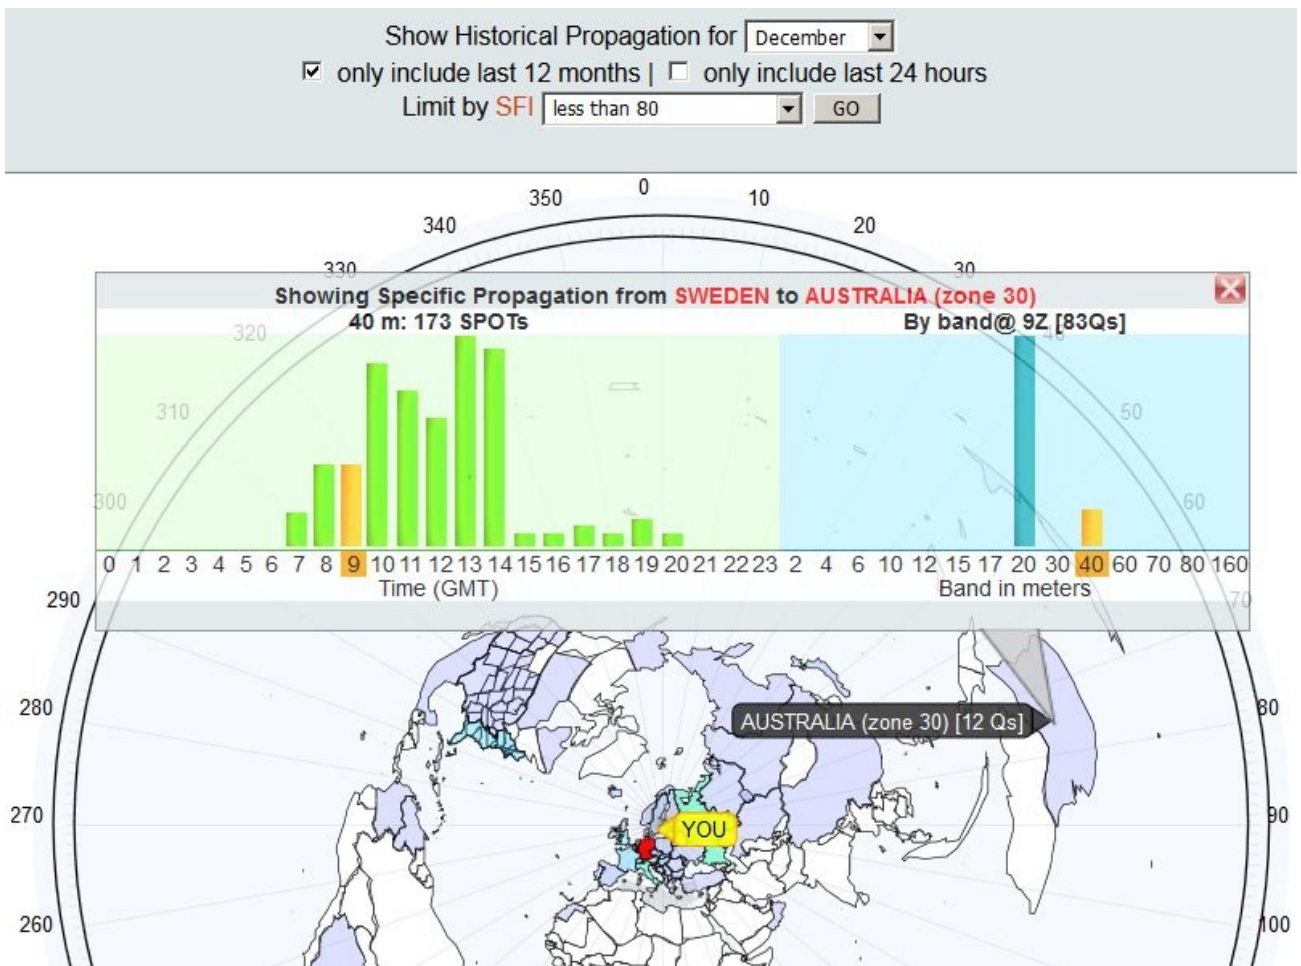 Show Historical Propagation for December
only include last 12 months | only include last 24 hours
Limit by SFI less than 80 GO
0
350 10
340 20
330 30
Showing Specific Propagation from SWEDEN to AUSTRALIA (zone 30)
40 m: 173 SPOTs By band@ 9Z [83Qs]
320 40
310 50
300 60
0 1 2 3 4 5 6 7 8 9 10 11 12 13 14 15 16 17 18 19 20 21 22 23 2 4 6 10 12 15 17 20 30 40 60 70 80 160
Time (GMT) Band in meters
290 70
280 80
AUSTRALIA (zone 30) [12 Qs]
270 90
YOU
260 100